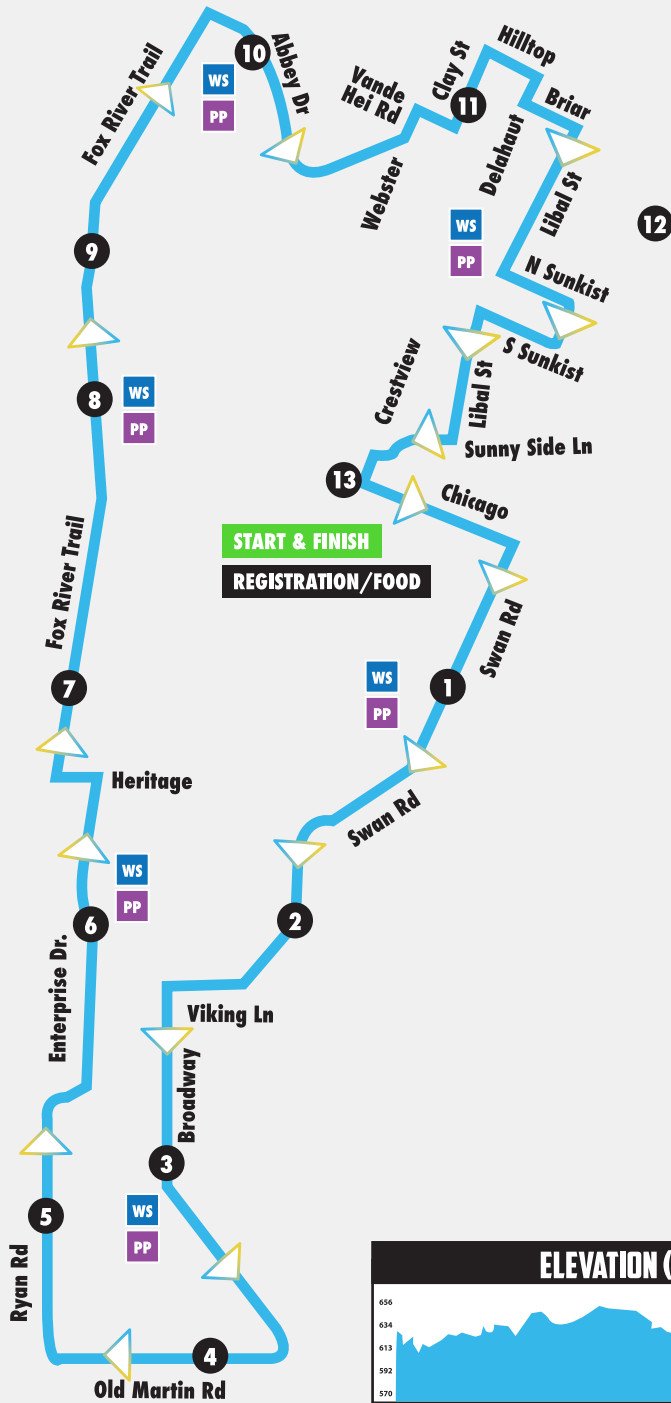 10
Abbey Dr
WS
PP
Fox River Trail
Vande
Hei Rd
Clay St
Hilltop
11
Briar
Delahaut
Webster
Libal St
12
WS
PP
9
N Sunkist
S Sunkist
8
WS
PP
Crestview
Libal St
Sunny Side Ln
13
Chicago
START & FINISH
REGISTRATION/FOOD
Fox River Trail
Swan Rd
7
WS
PP
1
Heritage
Swan Rd
WS
PP
6
2
Enterprise Dr.
Viking Ln
Broadway
3
WS
PP
5
Ryan Rd
4
Old Martin Rd
ELEVATION (
656
634
613
592
570